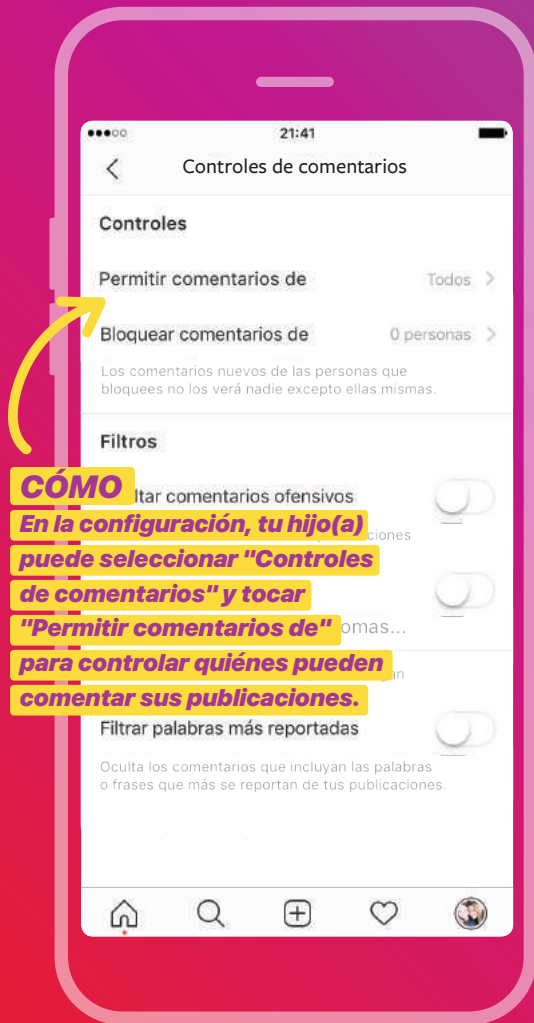 21:41
Controles de comentarios
Controles
Permitir comentarios de Todos
Bloquear comentarios de 0 personas
Los comentarios nuevos de las personas que
bloquees no los verá nadie excepto ellas mismas.
Filtros
comentarios ofensivos
CÓMO
En la configuración, tu hijo(a)
puede seleccionar "Controles
de comentarios" y tocar
"Permitir comentarios de"
para controlar quiénes pueden
comentar sus publicaciones.
Filtrar palabras más reportadas
Oculta los comentarios que incluyan las palabras
o frases que más se reportan de tus publicaciones.